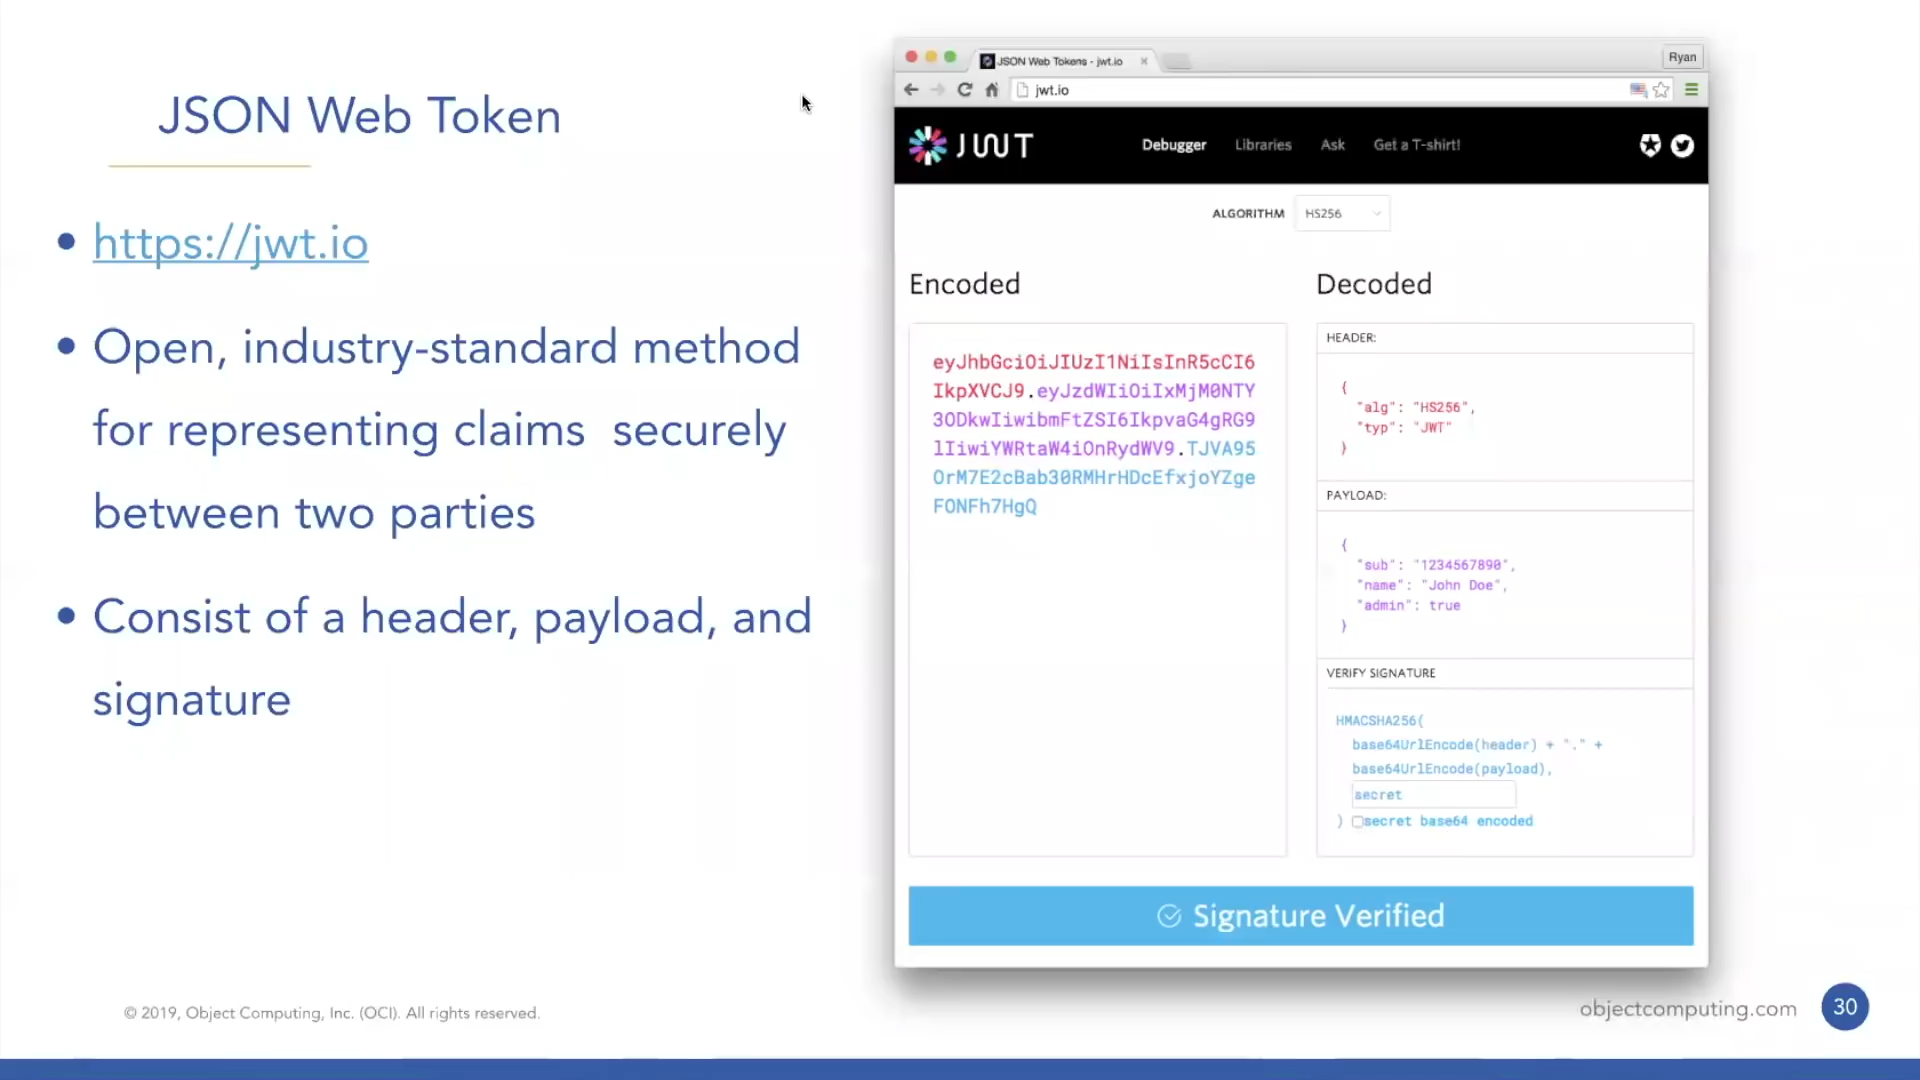 JSON Web Token
• https://jwt.io
• Open, industry-standard method
for representing claims  securely
between two parties
• Consist of a header, payload, and
signature
JSON Web Tokens - jwt.io
Ryan
jwt.io
JWT
Debugger
Libraries
Ask
Get a T-shirt!
ALGORITHM
HS256
Encoded
eyJhbGciOiJIUzI1NiIsInR5cCI6
IkpXVCJ9.eyJzdWIiOiIxMjM0NTY
3ODkwIiwibmFtZSI6IkpvaG4gRG9
lIiwiYWRtaW4iOnRydWV9.TJVA95
OrM7E2cBab30RMHrHDcEfxjoYZge
FONFh7HgQ
Decoded
HEADER:
{
"alg": "HS256",
"typ": "JWT"
}
PAYLOAD:
{
"sub": "1234567890",
"name": "John Doe",
"admin": true
}
VERIFY SIGNATURE
HMACSHA256(
base64UrlEncode(header) + "." +
base64UrlEncode(payload),
secret
) secret base64 encoded
Signature Verified
© 2019, Object Computing, Inc. (OCI). All rights reserved.
objectcomputing.com
30